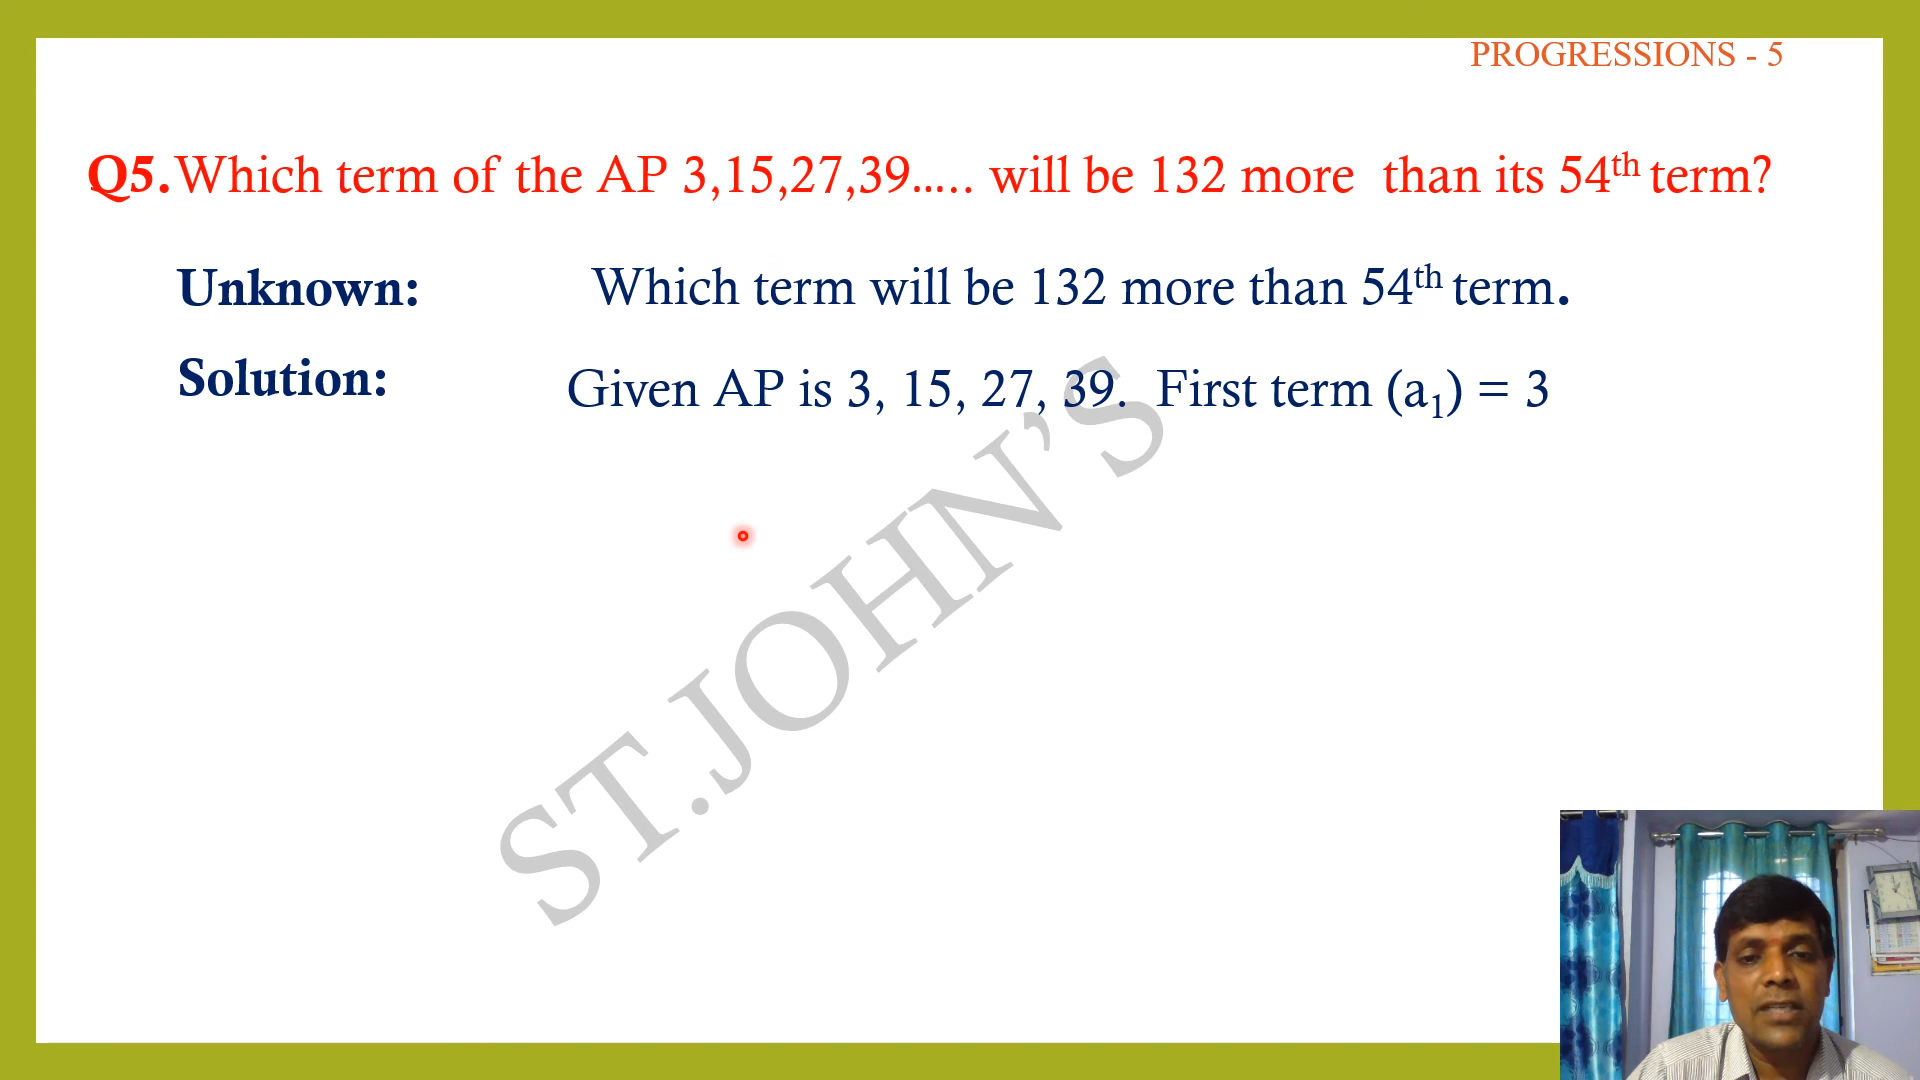 PROGRESSIONS - 5
Q5.Which term of the AP 3,15,27,39..... will be 132 more than its 54th term?
Unknown: Which term will be 132 more than 54th term.
Solution: Given AP is 3, 15, 27, 39. First term (a1) = 3
ST.JOHN'S